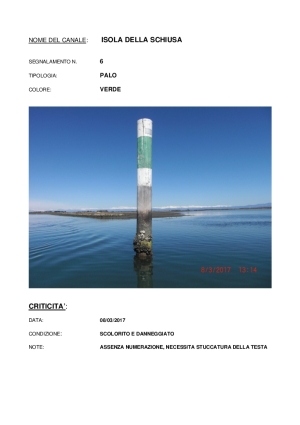 NOME DEL CANALE: ISOLA DELLA SCHIUSA
SEGNALAMENTO N. 6
TIPOLOGIA: PALO
COLORE: VERDE
8/3/2017 13:14
CRITICITA':
DATA: 08/03/2017
CONDIZIONE: SCOLORITO E DANNEGGIATO
NOTE: ASSENZA NUMERAZIONE, NECESSITA STUCCATURA DELLA TESTA